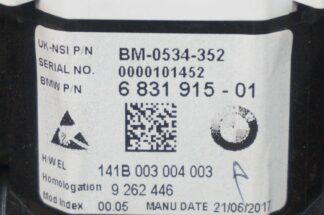 UK-NSI P/N BM-0534-352
SERIAL NO. 0000101452
BMW P/N 6 831 915 - 01
H/W EL 141B 003 004 003
Homologation 9 262 446
Mod Index 00.05 MANU DATE 21/06/2017